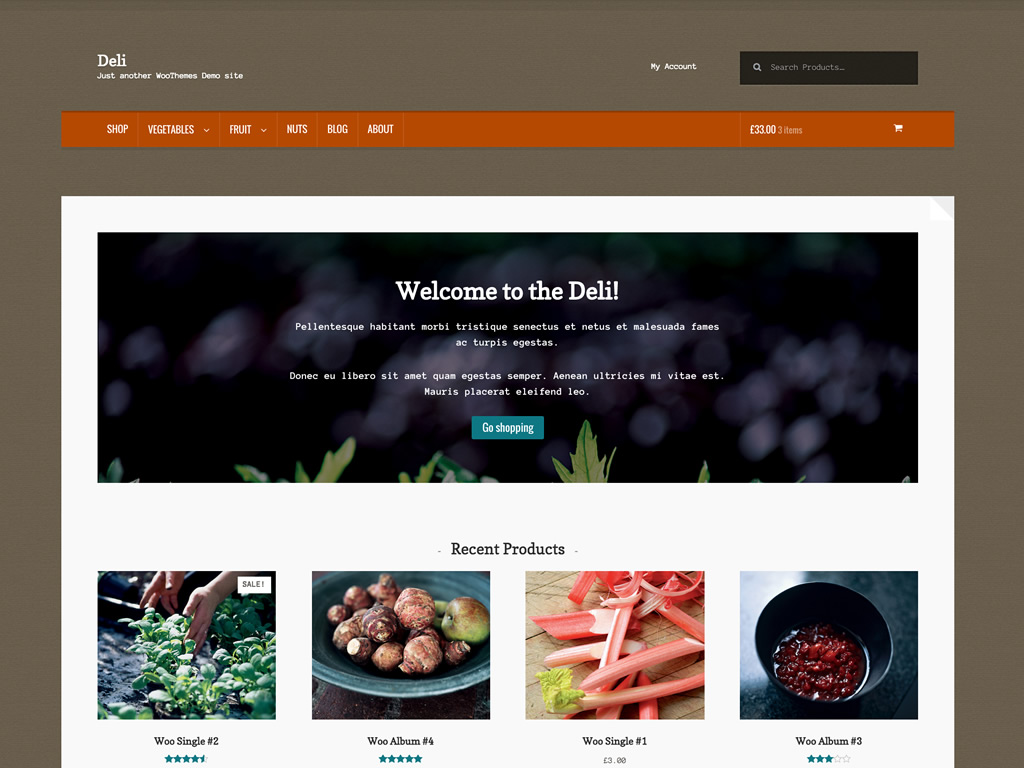 Deli
Just another WooThemes Demo site
My Account
Search Products…
SHOP
VEGETABLES
FRUIT
NUTS
BLOG
ABOUT
£33.00 3 items
Welcome to the Deli!
Pellentesque habitant morbi tristique senectus et netus et malesuada fames
ac turpis egestas.
Donec eu libero sit amet quam egestas semper. Aenean ultricies mi vitae est.
Mauris placerat eleifend leo.
Go shopping
- Recent Products -
SALE!
Woo Single #2
Woo Album #4
Woo Single #1
£3.00
Woo Album #3